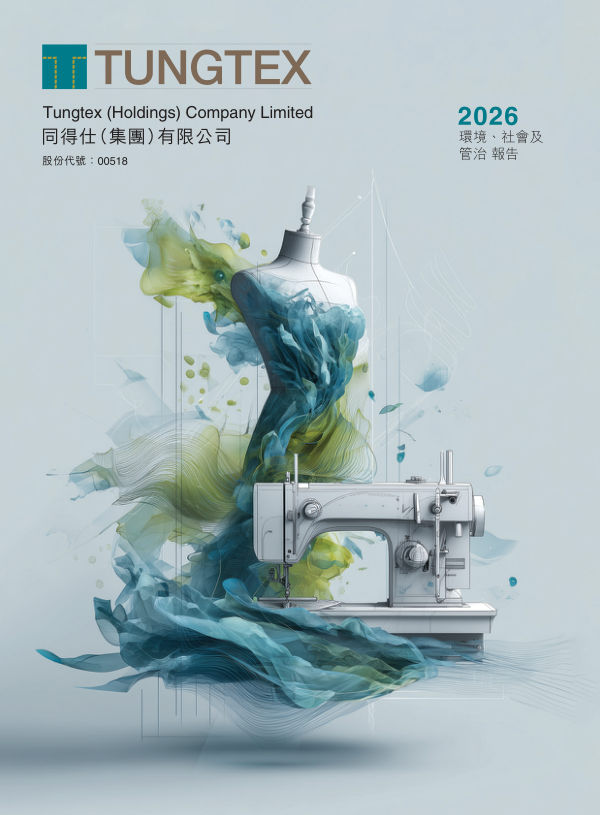 TUNGTEX
Tungtex (Holdings) Company Limited
同得仕(集團)有限公司
股份代號：00518
2026
環境、社會及
管治 報告